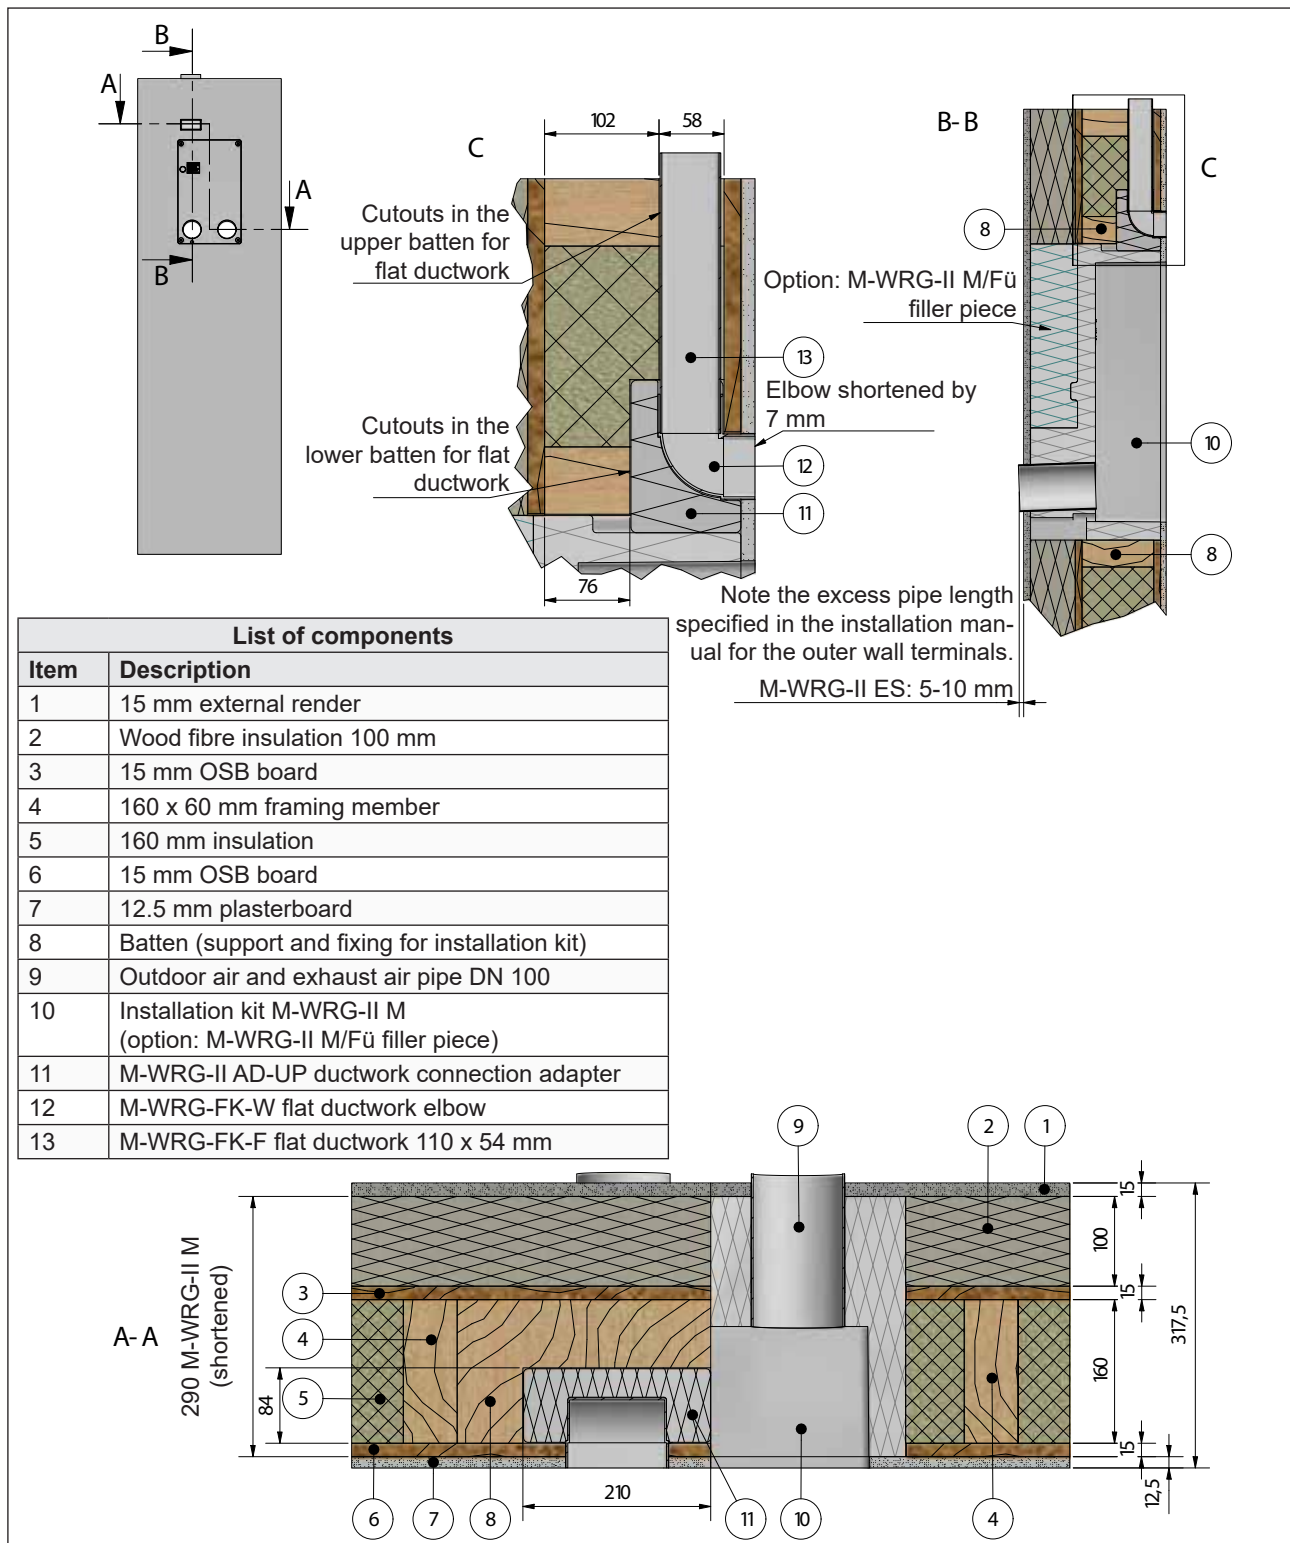 B
A
A
B
C
102
58
Cutouts in the
upper batten for
flat ductwork
13
Elbow shortened by
7 mm
Cutouts in the
lower batten for flat
ductwork
12
11
76
B-B
C
8
Option: M-WRG-II M/Fü
filler piece
10
8
Note the excess pipe length
specified in the installation man-
ual for the outer wall terminals.
M-WRG-II ES: 5-10 mm
List of components
Item Description
1 15 mm external render
2 Wood fibre insulation 100 mm
3 15 mm OSB board
4 160 x 60 mm framing member
5 160 mm insulation
6 15 mm OSB board
7 12.5 mm plasterboard
8 Batten (support and fixing for installation kit)
9 Outdoor air and exhaust air pipe DN 100
10 Installation kit M-WRG-II M
(option: M-WRG-II M/Fü filler piece)
11 M-WRG-II AD-UP ductwork connection adapter
12 M-WRG-FK-W flat ductwork elbow
13 M-WRG-FK-F flat ductwork 110 x 54 mm
9
2
1
A-A
290 M-WRG-II M
(shortened)
3
4
5
84
15
100
15
160
15
12,5
317,5
210
6
7
8
11
10
4